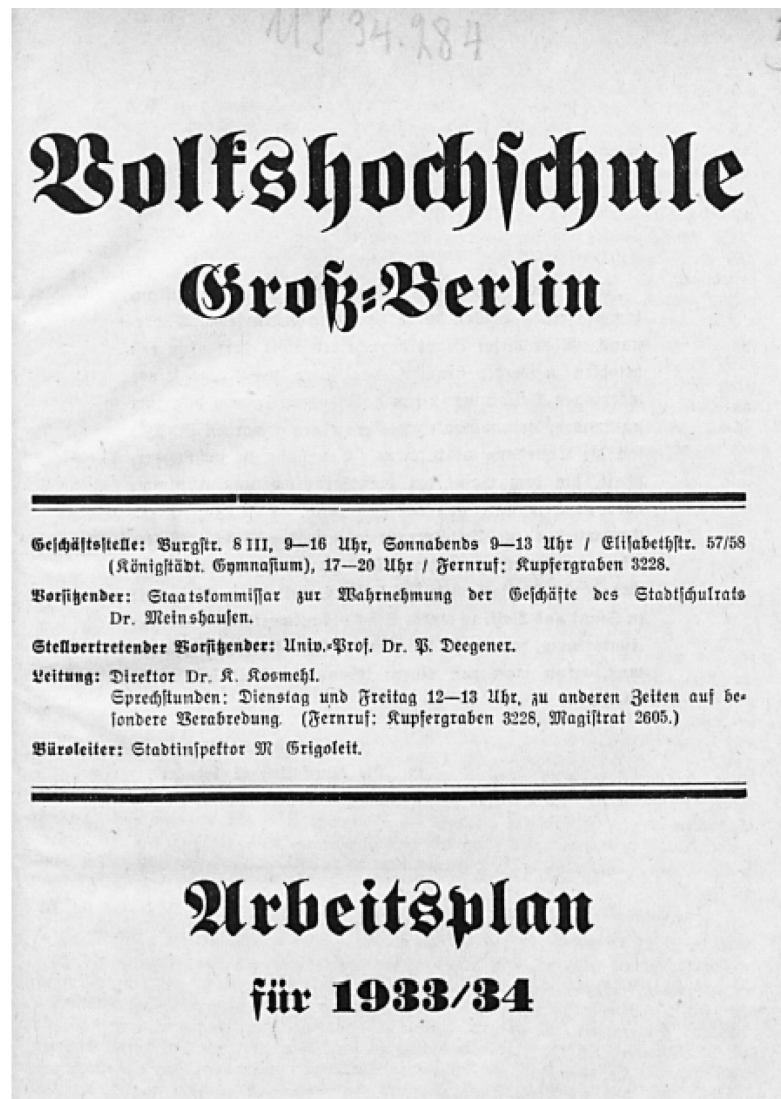 Volkshochschule
Groß-Berlin
Geschäftsstelle: Burgstr. 8 III, 9—16 Uhr, Sonnabends 9—13 Uhr / Elisabethstr. 57/58
(Königstädt. Gymnasium), 17—20 Uhr / Fernruf: Kupfergraben 3228.
Vorsitzender: Staatskommissar zur Wahrnehmung der Geschäfte des Stadtschulrats
Dr. Meinshausen.
Stellvertretender Vorsitzender: Univ.-Prof. Dr. P. Deegener.
Leitung: Direktor Dr. K. Kosmehl.
Sprechstunden: Dienstag und Freitag 12—13 Uhr, zu anderen Zeiten auf be-
sondere Verabredung. (Fernruf: Kupfergraben 3228, Magistrat 2605.)
Büroleiter: Stadtinspektor M Grigoleit.
Arbeitsplan
für 1933/34